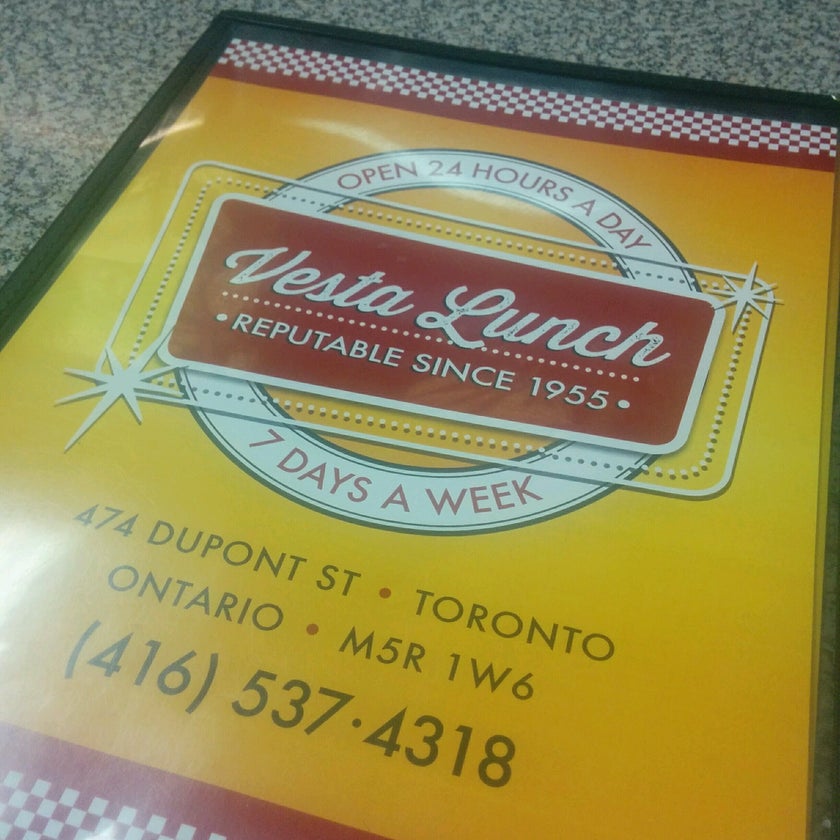 OPEN 24 HOURS A DAY
Vesta Lunch
•REPUTABLE SINCE 1955•
7 DAYS A WEEK
474 DUPONT ST • TORONTO
ONTARIO • M5R 1W6
(416) 537·4318